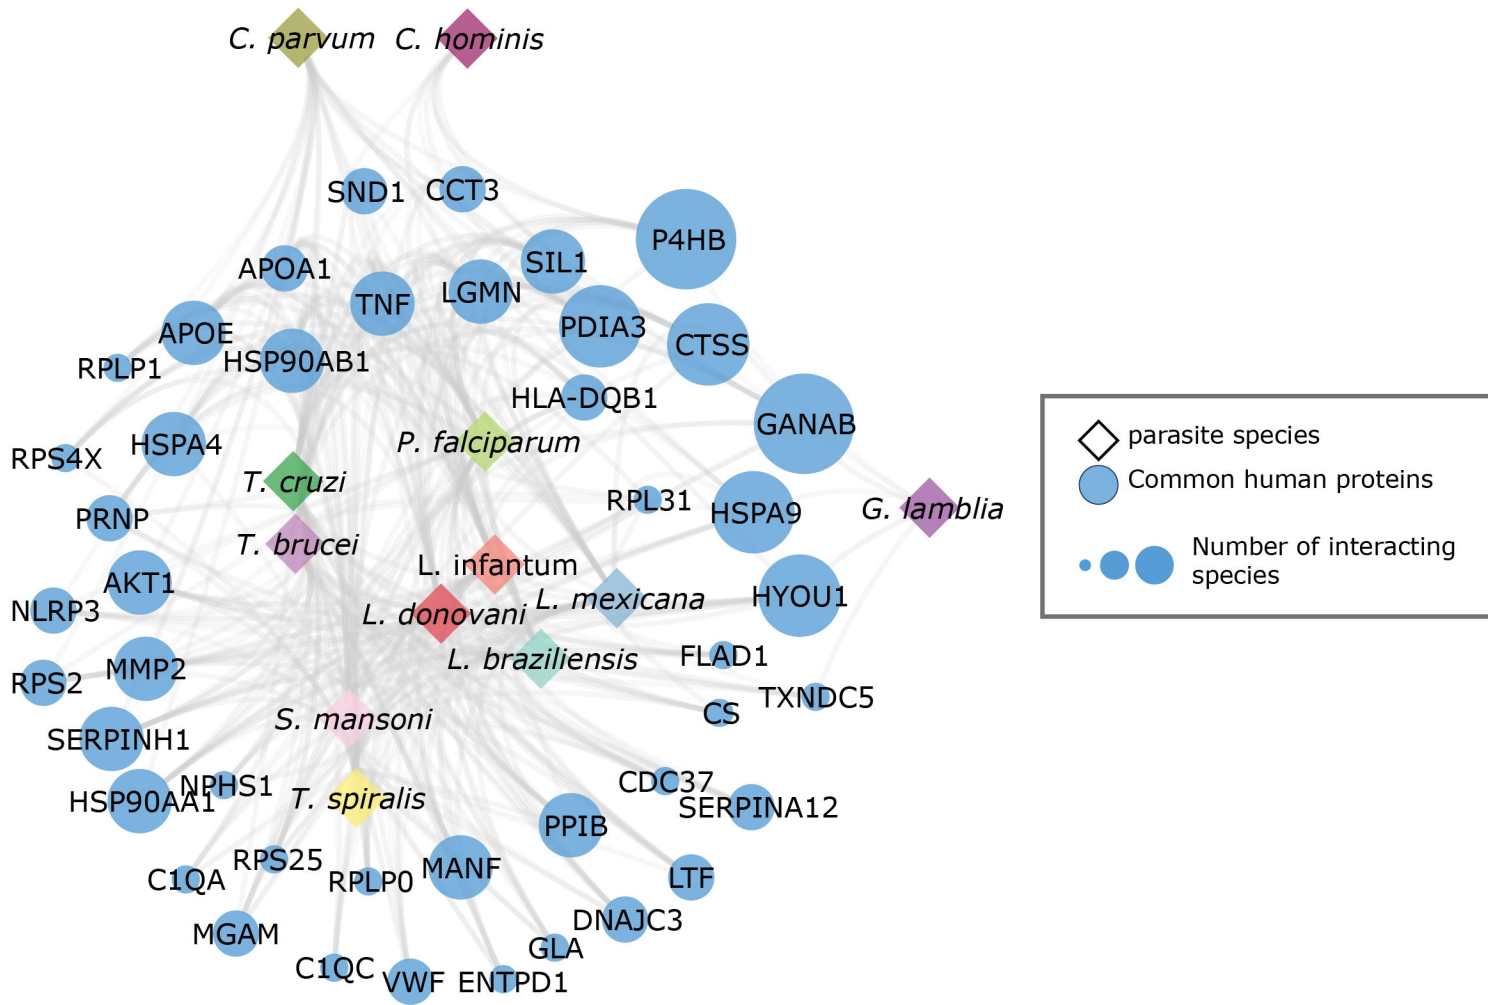 C. parvum
C. hominis
SND1
CCT3
P4HB
APOA1
SIL1
TNF
LGMN
APOE
PDIA3
CTSS
RPLP1
HSP90AB1
HLA-DQB1
GANAB
RPS4X
HSPA4
P. falciparum
T. cruzi
RPL31
HSPA9
G. lamblia
PRNP
T. brucei
L. infantum
AKT1
L. mexicana
HYOU1
NLRP3
L. donovani
L. braziliensis
FLAD1
RPS2
MMP2
TXNDC5
S. mansoni
CS
SERPINH1
NPHS1
HSP90AA1
T. spiralis
CDC37
SERPINA12
PPIB
RPS25
C1QA
RPLP0
MANF
LTF
MGAM
DNAJC3
GLA
C1QC
VWF
ENTPD1
parasite species
Common human proteins
Number of interacting
species